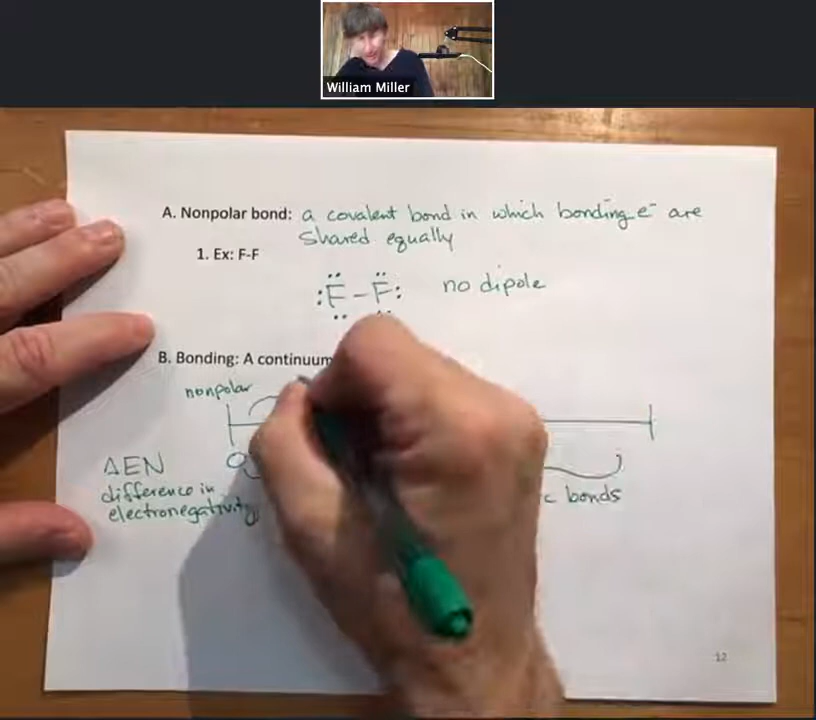 William Miller
A. Nonpolar bond: a covalent bond in which bonding e⁻ are
shared equally
1. Ex: F-F
:F̈-F̈: no dipole
B. Bonding: A continuum
nonpolar
0
ΔEN
difference in
electronegativity
bonds
12